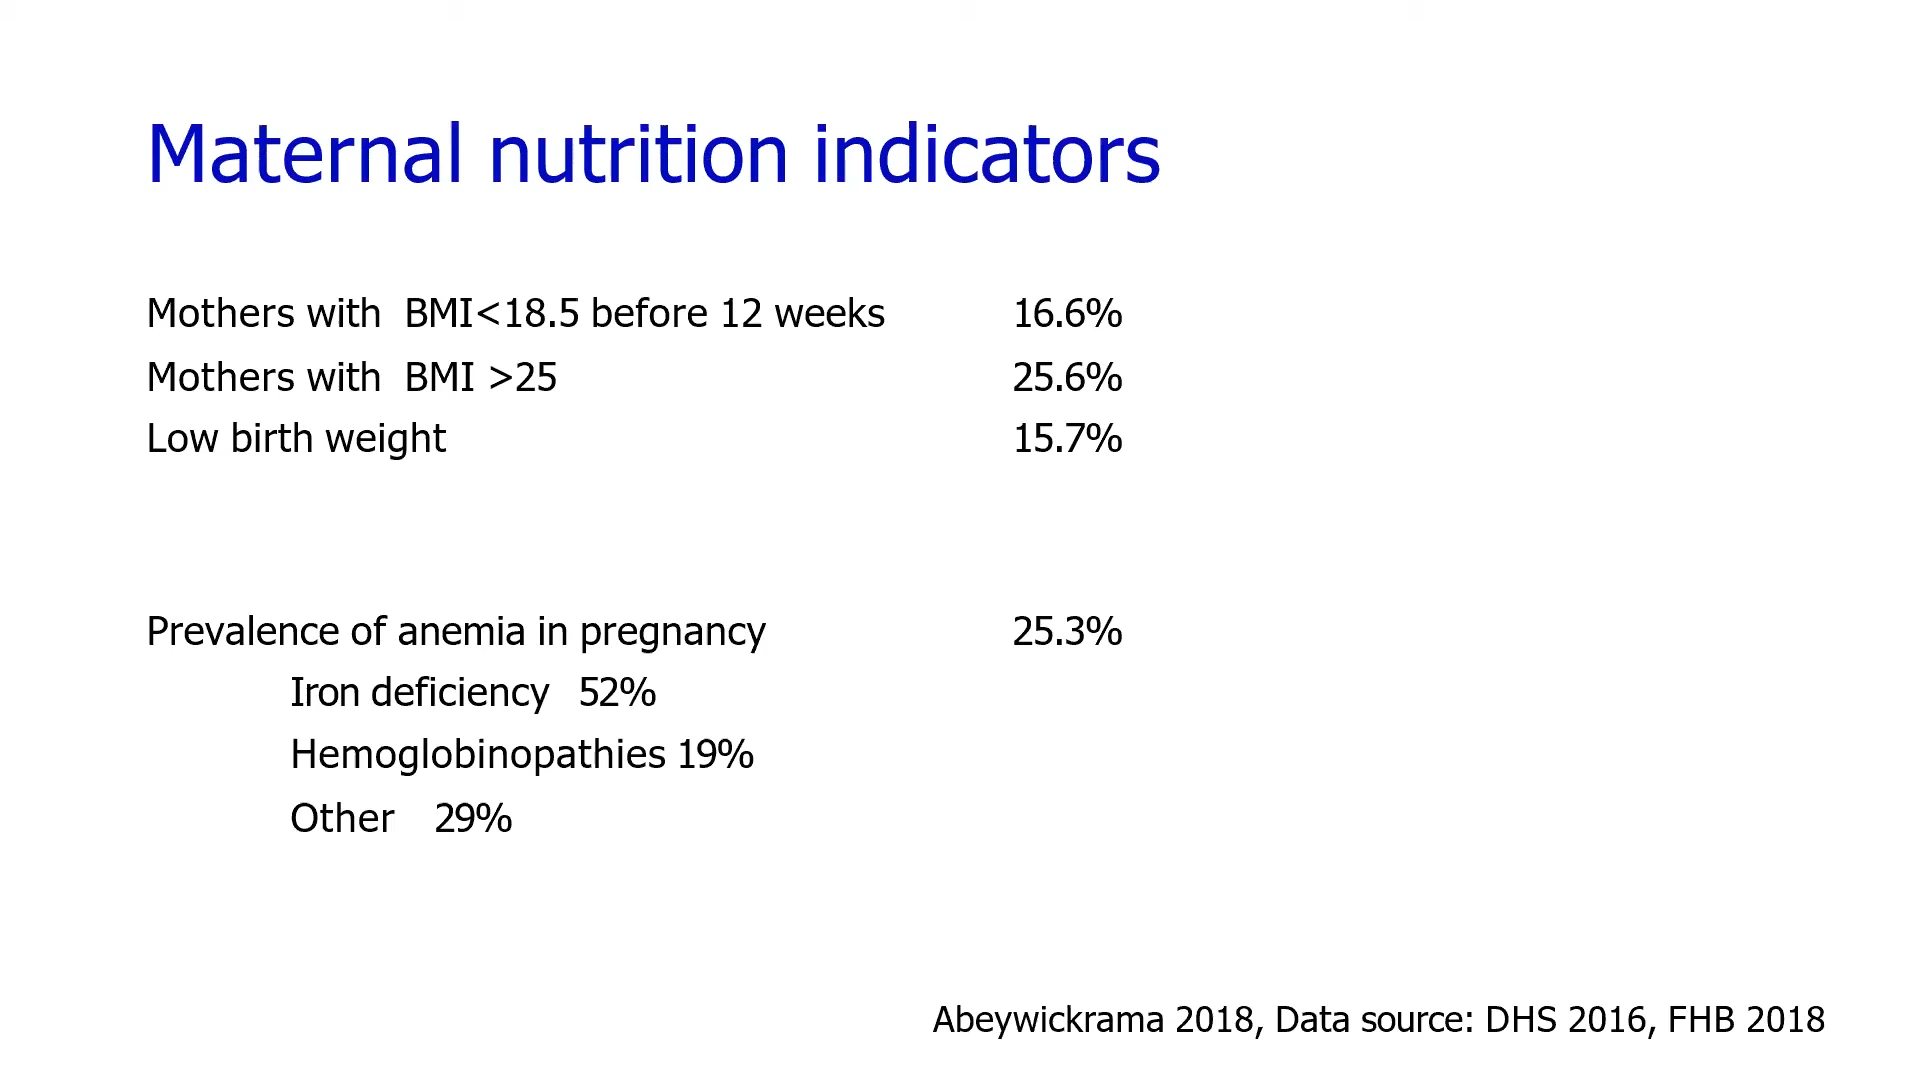 Maternal nutrition indicators
Mothers with BMI<18.5 before 12 weeks 16.6%
Mothers with BMI >25 25.6%
Low birth weight 15.7%
Prevalence of anemia in pregnancy 25.3%
Iron deficiency 52%
Hemoglobinopathies 19%
Other 29%
Abeywickrama 2018, Data source: DHS 2016, FHB 2018